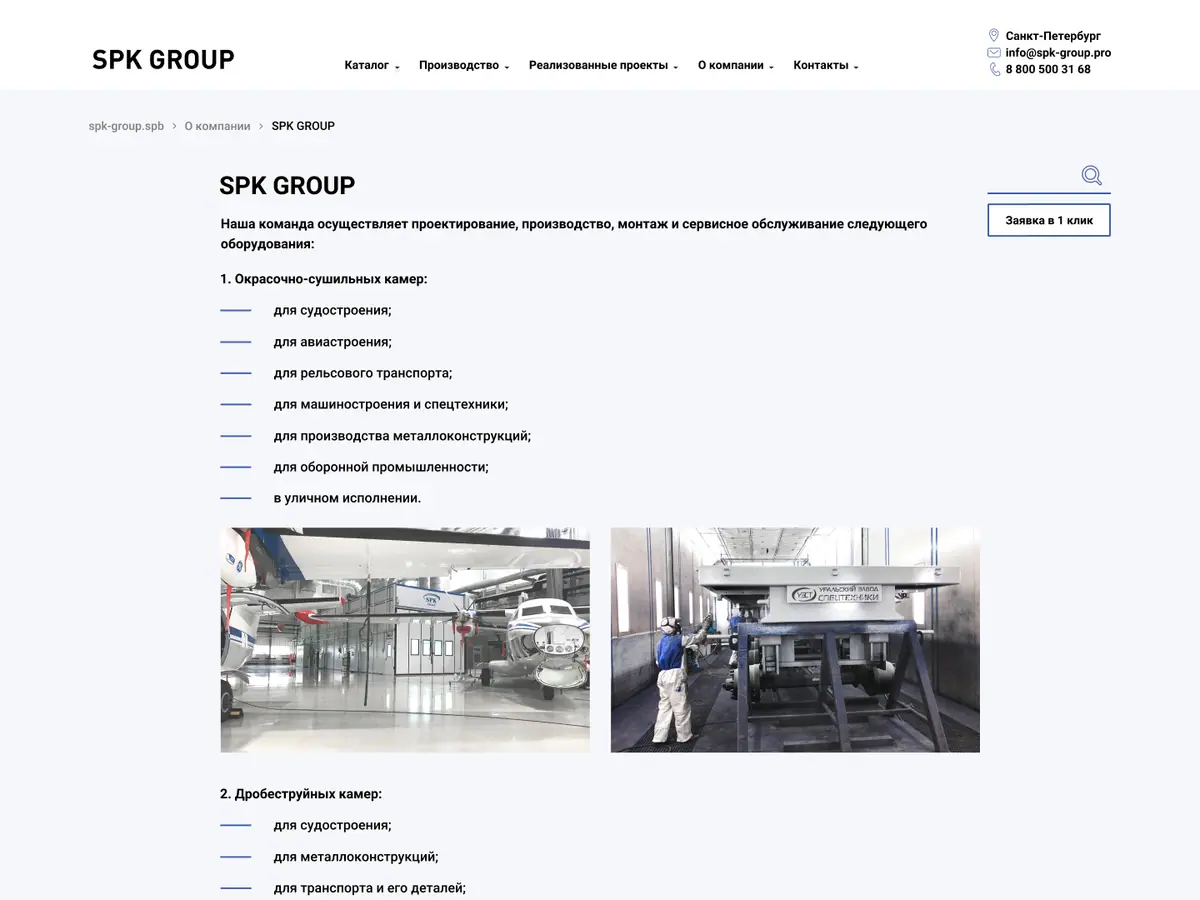 SPK GROUP
Каталог
Производство
Реализованные проекты
О компании
Контакты
Санкт-Петербург
info@spk-group.pro
8 800 500 31 68
spk-group.spb > О компании > SPK GROUP
SPK GROUP
Заявка в 1 клик
Наша команда осуществляет проектирование, производство, монтаж и сервисное обслуживание следующего
оборудования:
1. Окрасочно-сушильных камер:
для судостроения;
для авиастроения;
для рельсового транспорта;
для машиностроения и спецтехники;
для производства металлоконструкций;
для оборонной промышленности;
в уличном исполнении.
SPK
УЗСТ УРАЛЬСКИЙ ЗАВОД
СПЕЦТЕХНИКИ
2. Дробеструйных камер:
для судостроения;
для металлоконструкций;
для транспорта и его деталей;